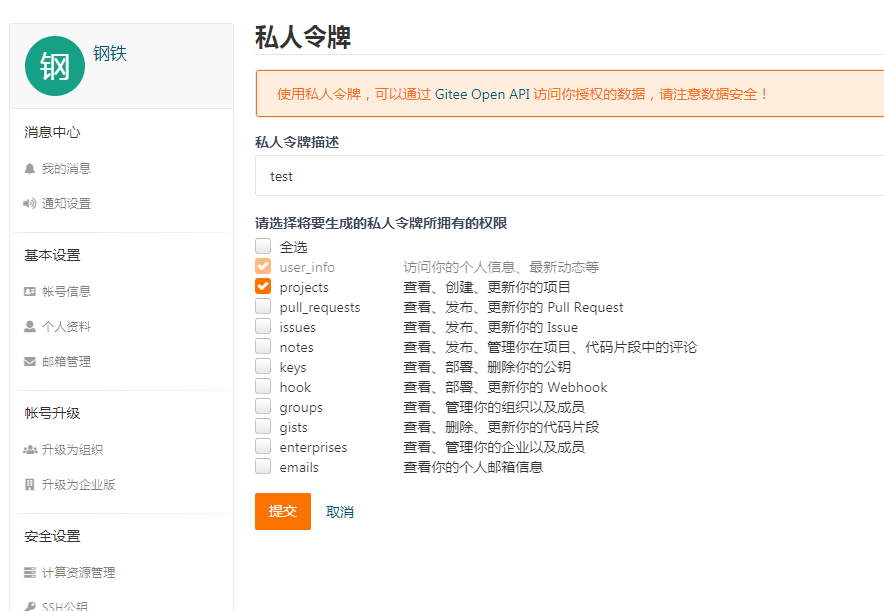 钢
钢铁
消息中心
我的消息
通知设置
基本设置
帐号信息
个人资料
邮箱管理
帐号升级
升级为组织
升级为企业版
安全设置
计算资源管理
SSH公钥
私人令牌
使用私人令牌，可以通过 Gitee Open API 访问你授权的数据，请注意数据安全！
私人令牌描述
test
请选择将要生成的私人令牌所拥有的权限
全选
user_info 访问你的个人信息、最新动态等
projects 查看、创建、更新你的项目
pull_requests 查看、发布、更新你的 Pull Request
issues 查看、发布、更新你的 Issue
notes 查看、发布、管理你在项目、代码片段中的评论
keys 查看、部署、删除你的公钥
hook 查看、部署、更新你的 Webhook
groups 查看、管理你的组织以及成员
gists 查看、删除、更新你的代码片段
enterprises 查看、管理你的企业以及成员
emails 查看你的个人邮箱信息
提交 取消